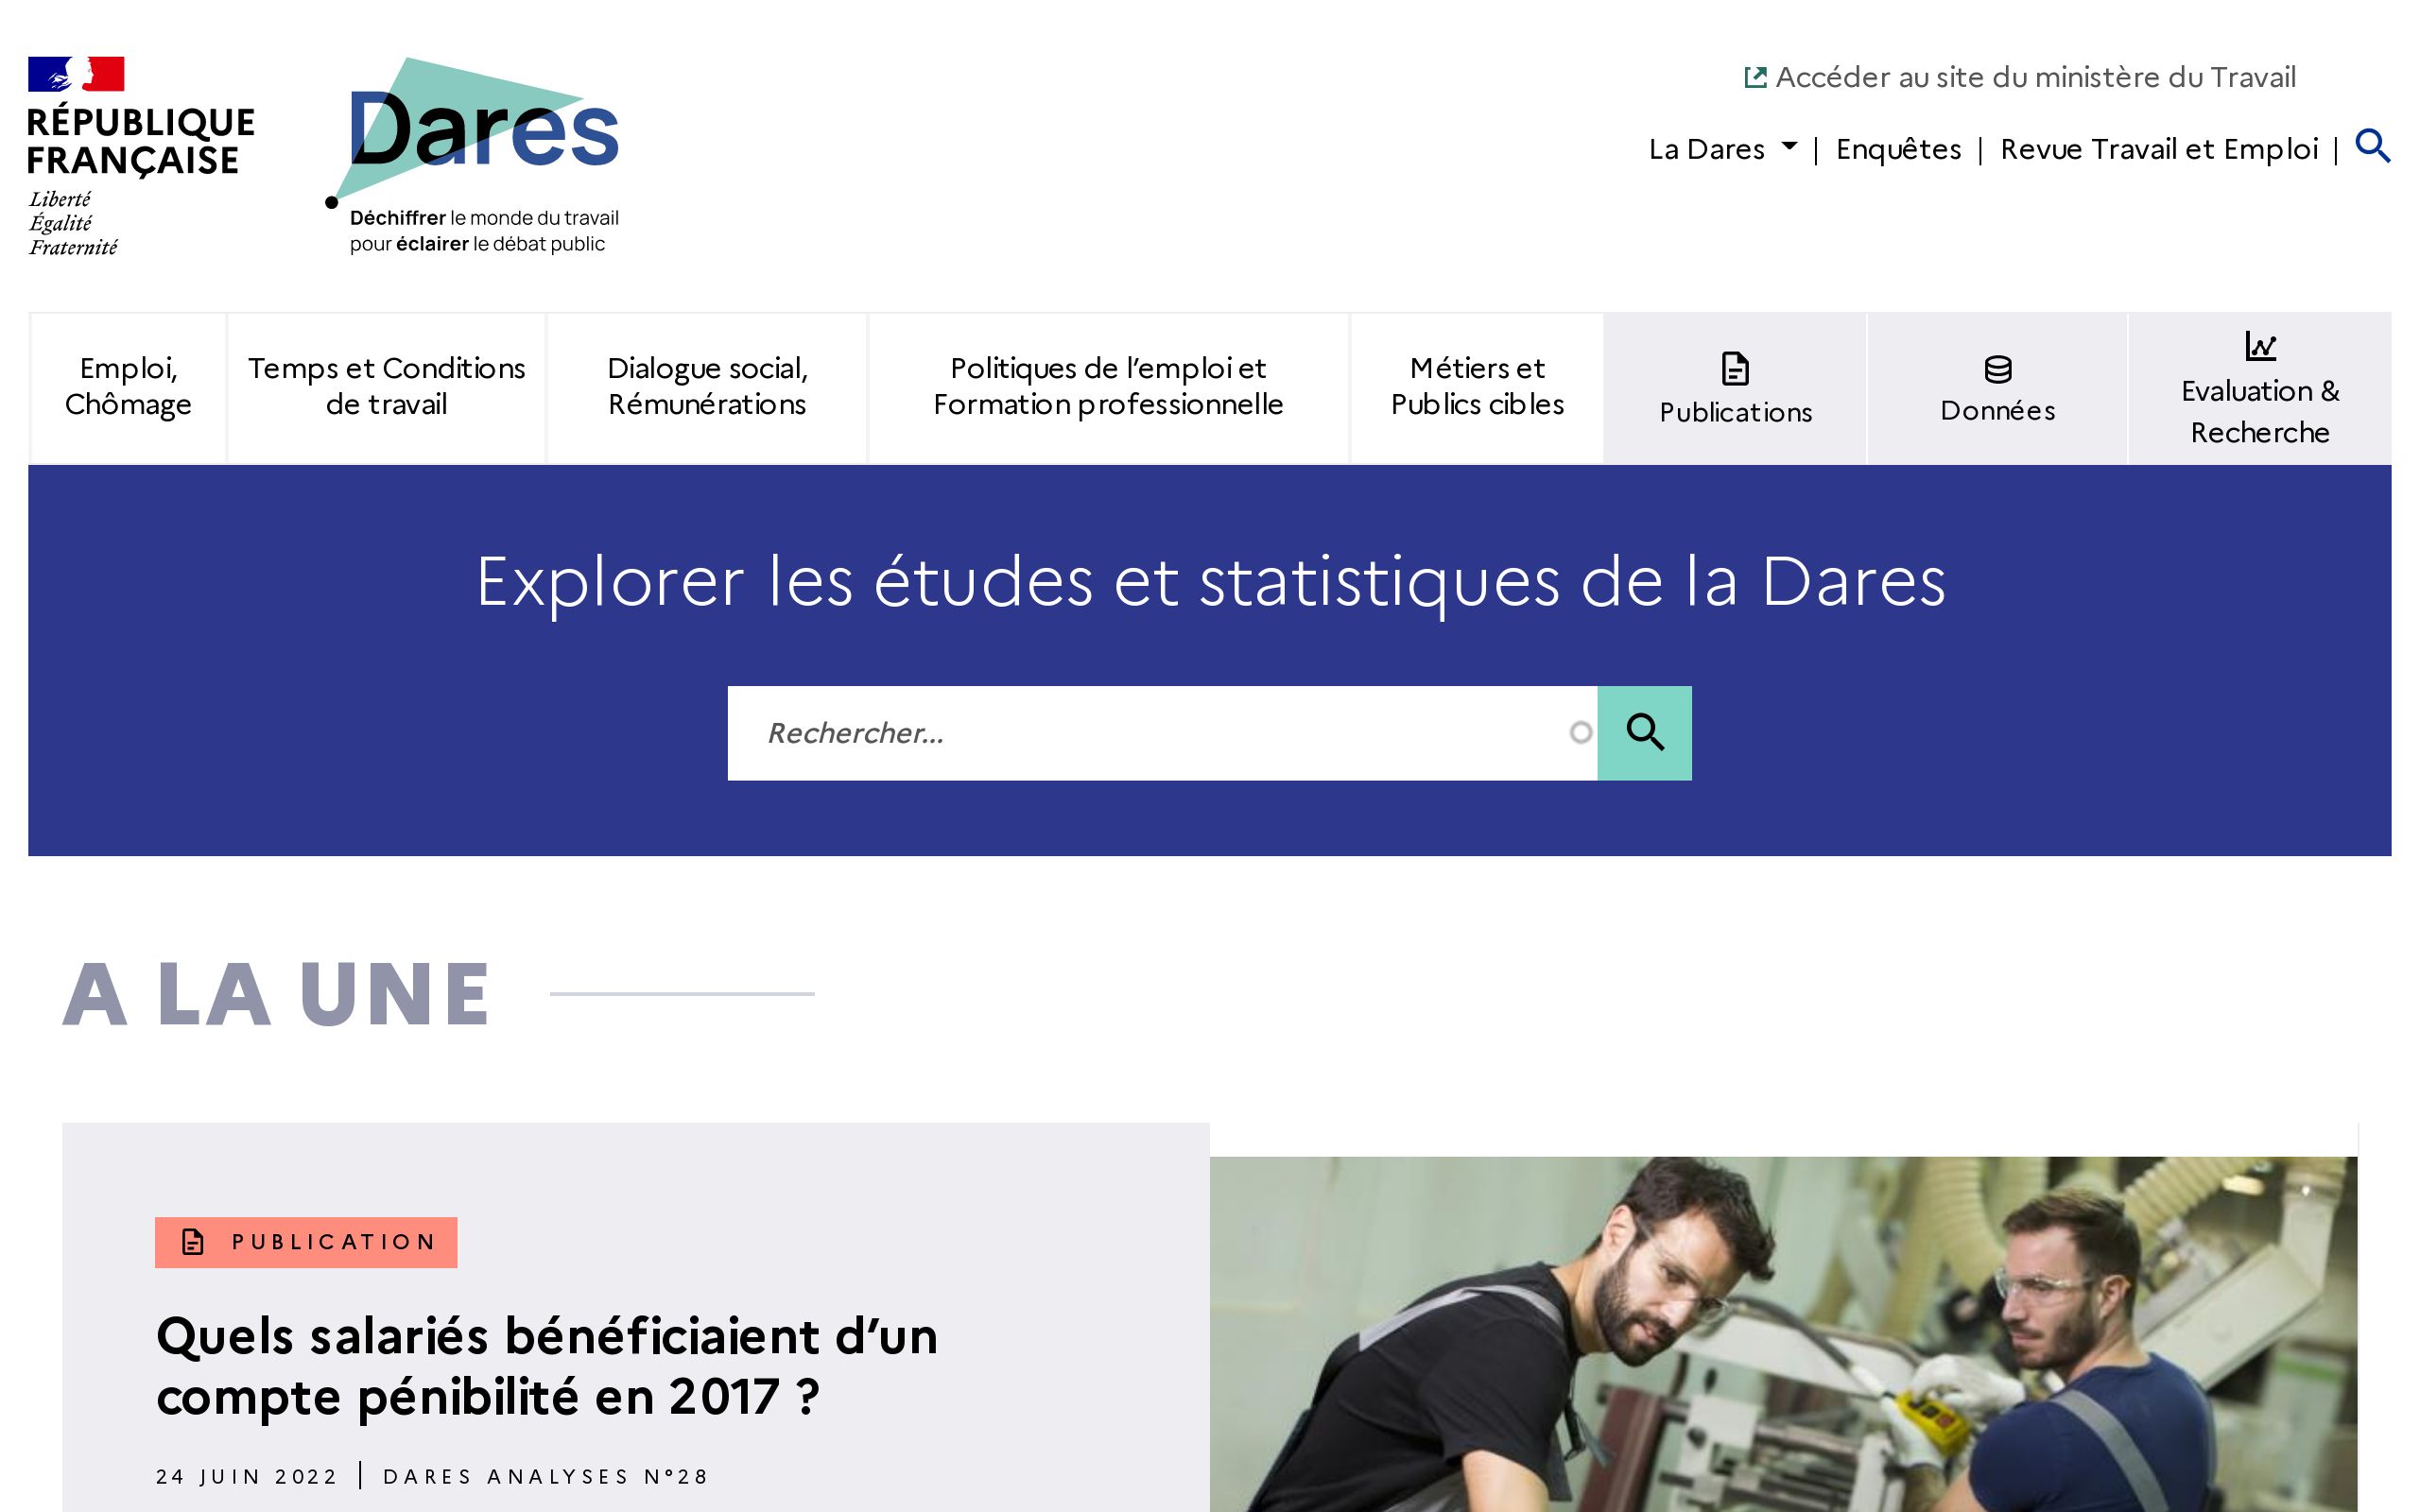 RÉPUBLIQUE
FRANÇAISE
Liberté
Égalité
Fraternité
Dares
Déchiffrer le monde du travail
pour éclairer le débat public
Accéder au site du ministère du Travail
La Dares | Enquêtes | Revue Travail et Emploi |
Emploi,
Chômage
Temps et Conditions
de travail
Dialogue social,
Rémunérations
Politiques de l’emploi et
Formation professionnelle
Métiers et
Publics cibles
Publications
Données
Evaluation &
Recherche
Explorer les études et statistiques de la Dares
Rechercher...
A LA UNE
PUBLICATION
Quels salariés bénéficiaient d’un
compte pénibilité en 2017 ?
24 JUIN 2022 | DARES ANALYSES N°28